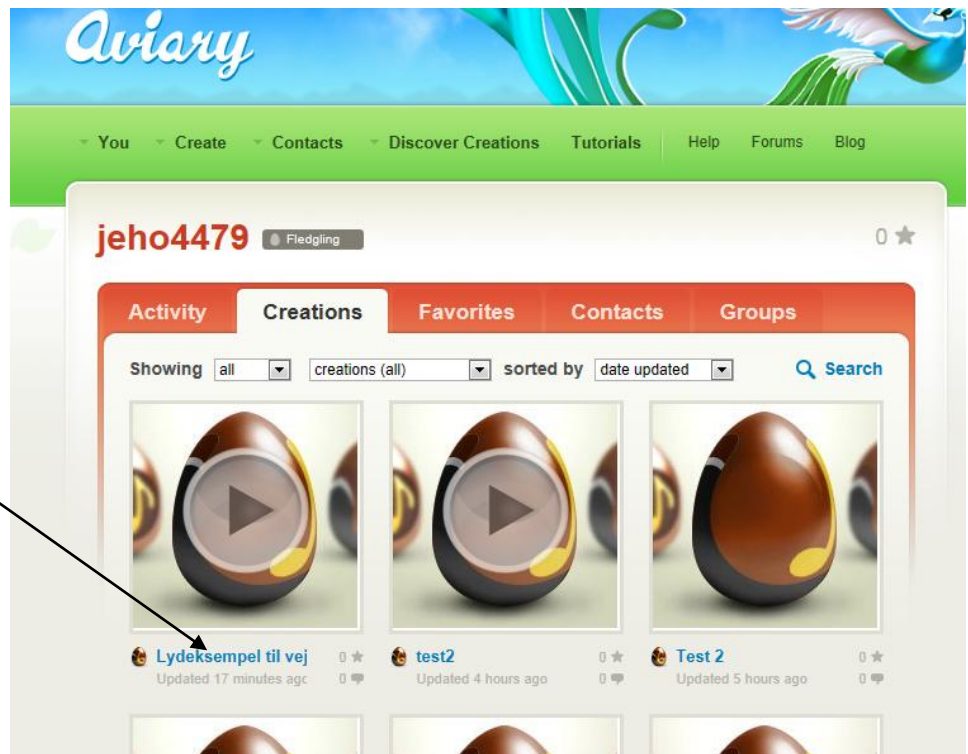 aviary
You Create Contacts Discover Creations Tutorials Help Forums Blog
jeho4479 Fledgling 0
Activity Creations Favorites Contacts Groups
Showing all creations (all) sorted by date updated Search
Lydeksempel til vej 0 test2 0 Test 2 0
Updated 17 minutes agc 0 Updated 4 hours ago 0 Updated 5 hours ago 0